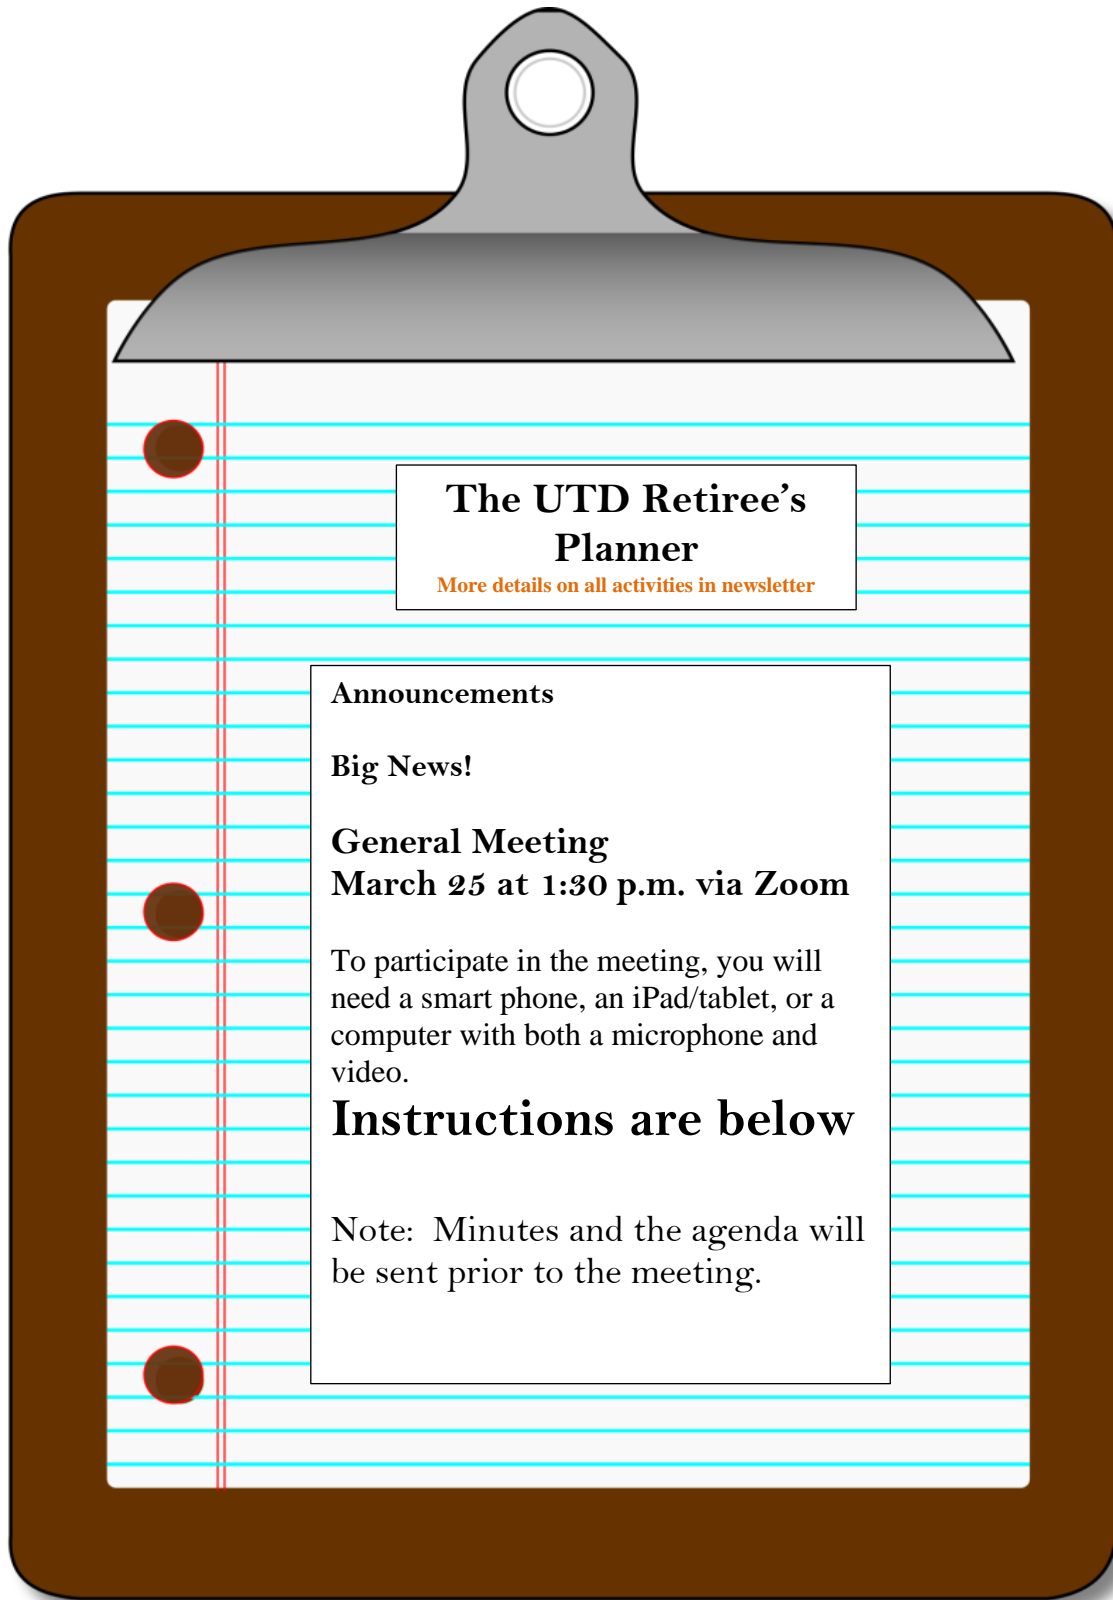 The UTD Retiree’s
Planner
More details on all activities in newsletter
Announcements
Big News!
General Meeting
March 25 at 1:30 p.m. via Zoom
To participate in the meeting, you will
need a smart phone, an iPad/tablet, or a
computer with both a microphone and
video.
Instructions are below
Note:  Minutes and the agenda will
be sent prior to the meeting.